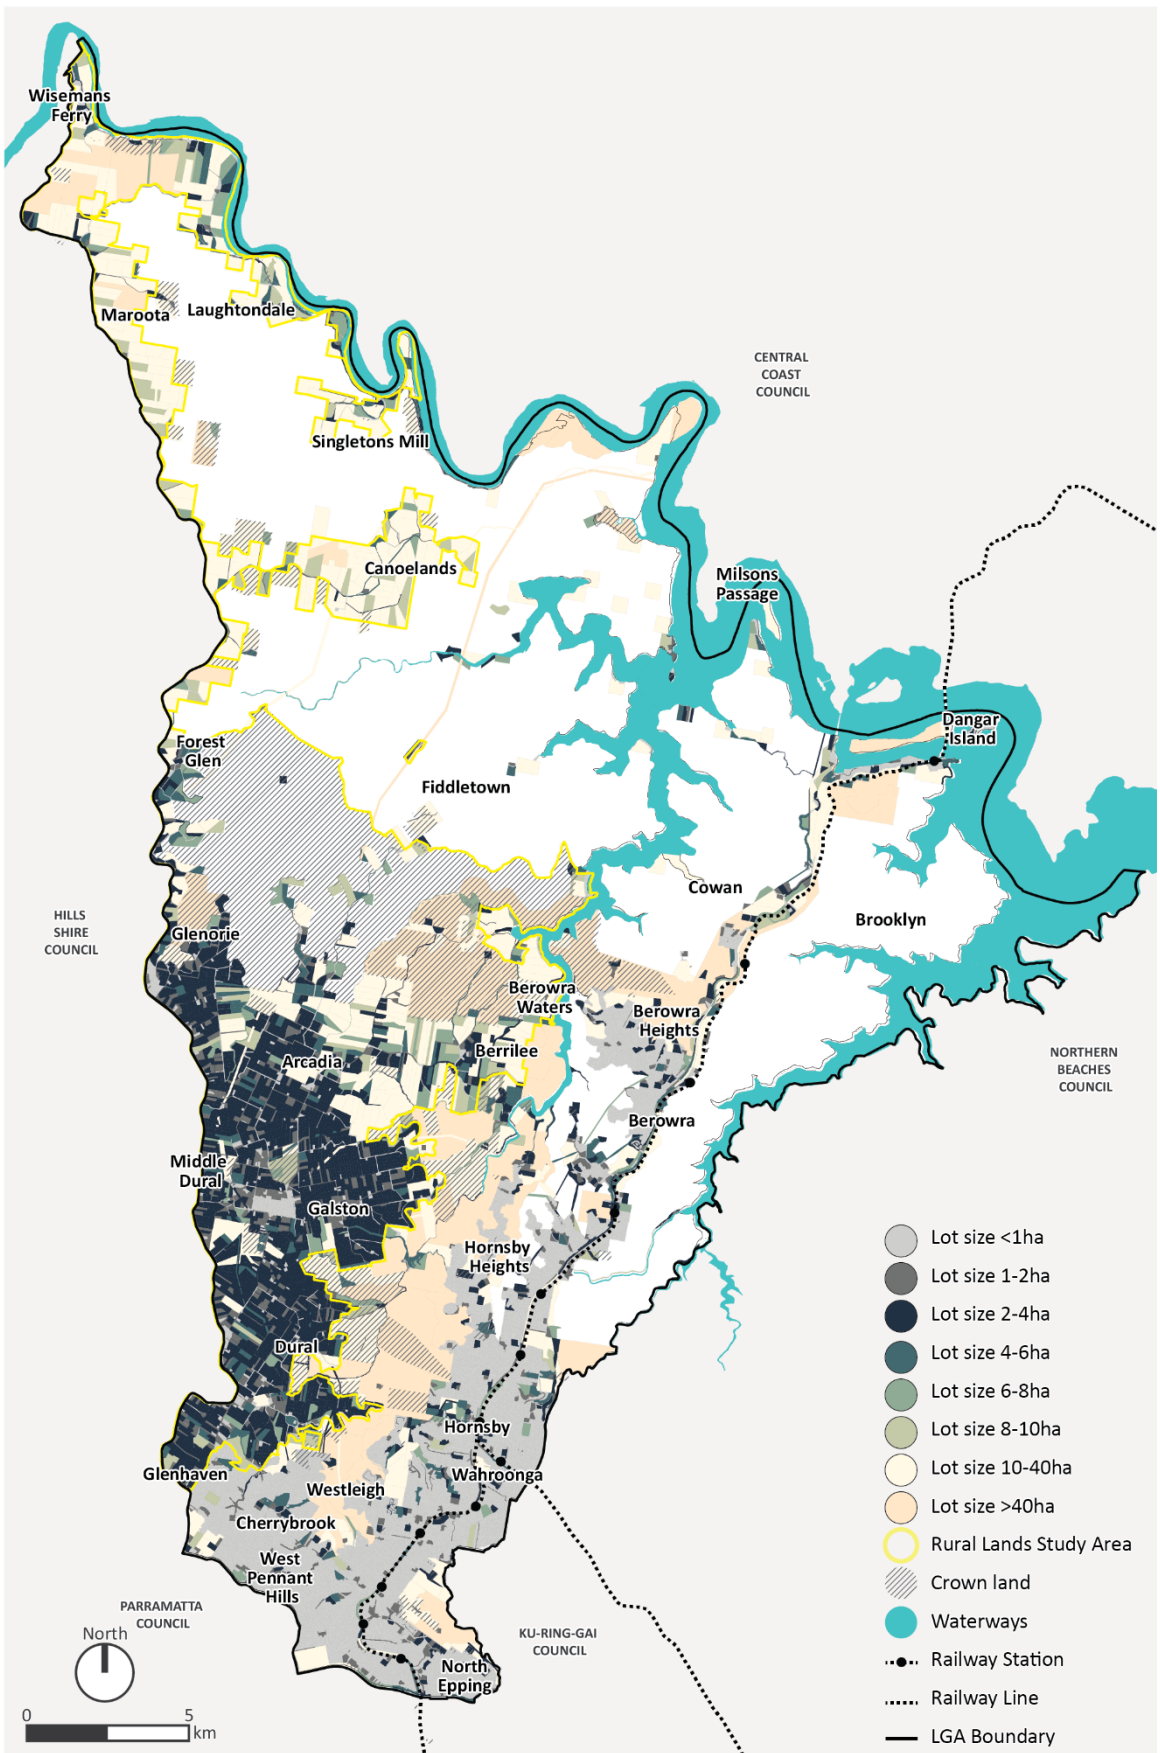 Wisemans
Ferry
Maroota
Laughtondale
Singletons Mill
CENTRAL
COAST
COUNCIL
Canoelands
Milsons
Passage
Dangar
Island
Forest
Glen
Fiddletown
Cowan
Brooklyn
HILLS
SHIRE
COUNCIL
Glenorie
Berowra
Waters
Berowra
Heights
Berrilee
Arcadia
NORTHERN
BEACHES
COUNCIL
Berowra
Middle
Dural
Galston
Hornsby
Heights
Dural
Hornsby
Glenhaven
Wahroonga
Westleigh
Cherrybrook
West
Pennant
Hills
PARRAMATTA
COUNCIL
KU-RING-GAI
COUNCIL
North
Epping
Lot size <1ha
Lot size 1-2ha
Lot size 2-4ha
Lot size 4-6ha
Lot size 6-8ha
Lot size 8-10ha
Lot size 10-40ha
Lot size >40ha
Rural Lands Study Area
Crown land
Waterways
Railway Station
Railway Line
LGA Boundary
North
0 5
km